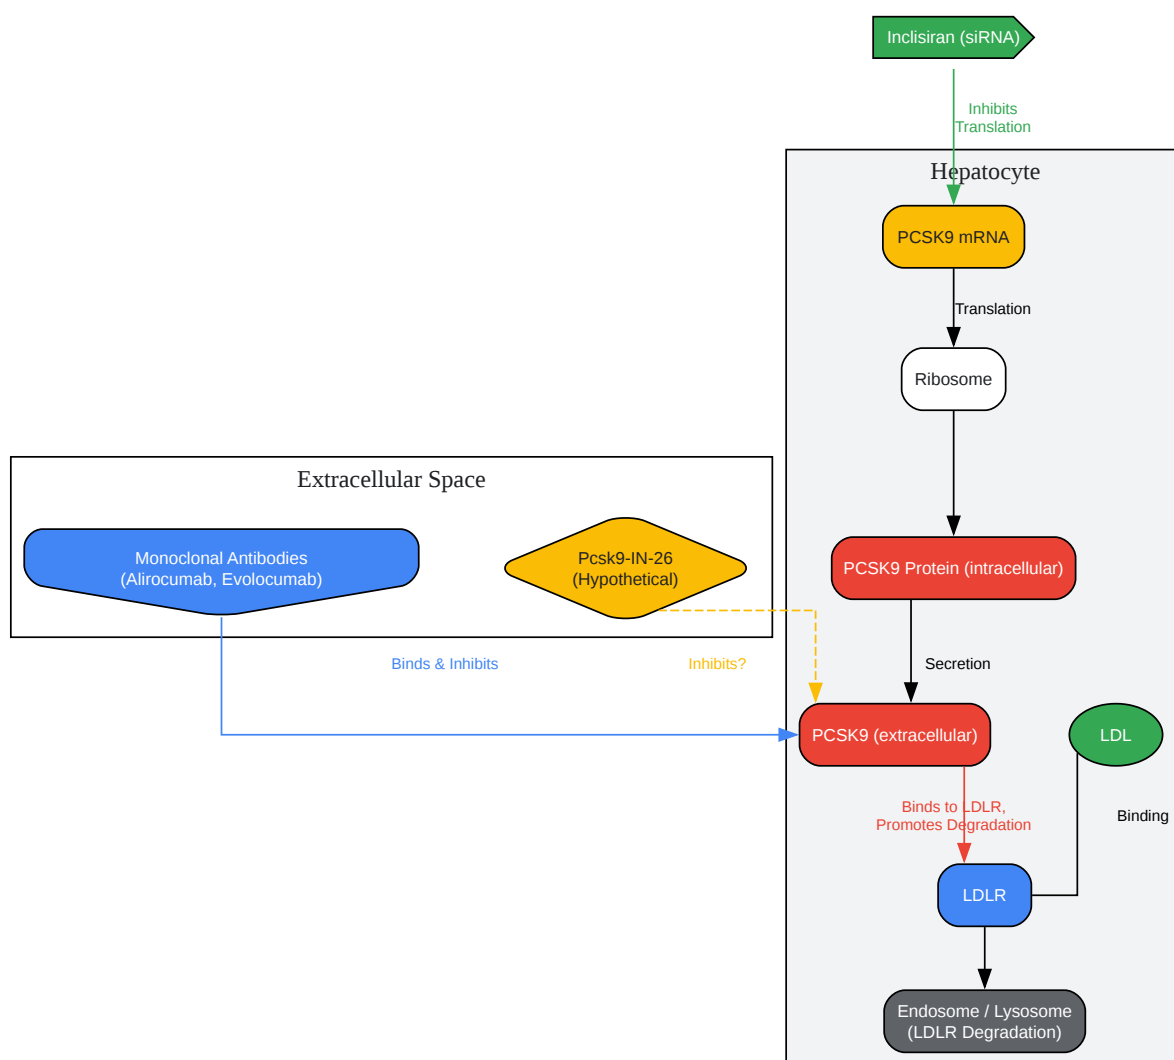 Inclisiran (siRNA)
Inhibits
Translation
Hepatocyte
PCSK9 mRNA
Translation
Ribosome
Extracellular Space
Monoclonal Antibodies
(Alirocumab, Evolocumab)
Pcsk9-IN-26
(Hypothetical)
PCSK9 Protein (intracellular)
Binds & Inhibits
Inhibits?
Secretion
PCSK9 (extracellular)
LDL
Binds to LDLR,
Promotes Degradation
Binding
LDLR
Endosome / Lysosome
(LDLR Degradation)